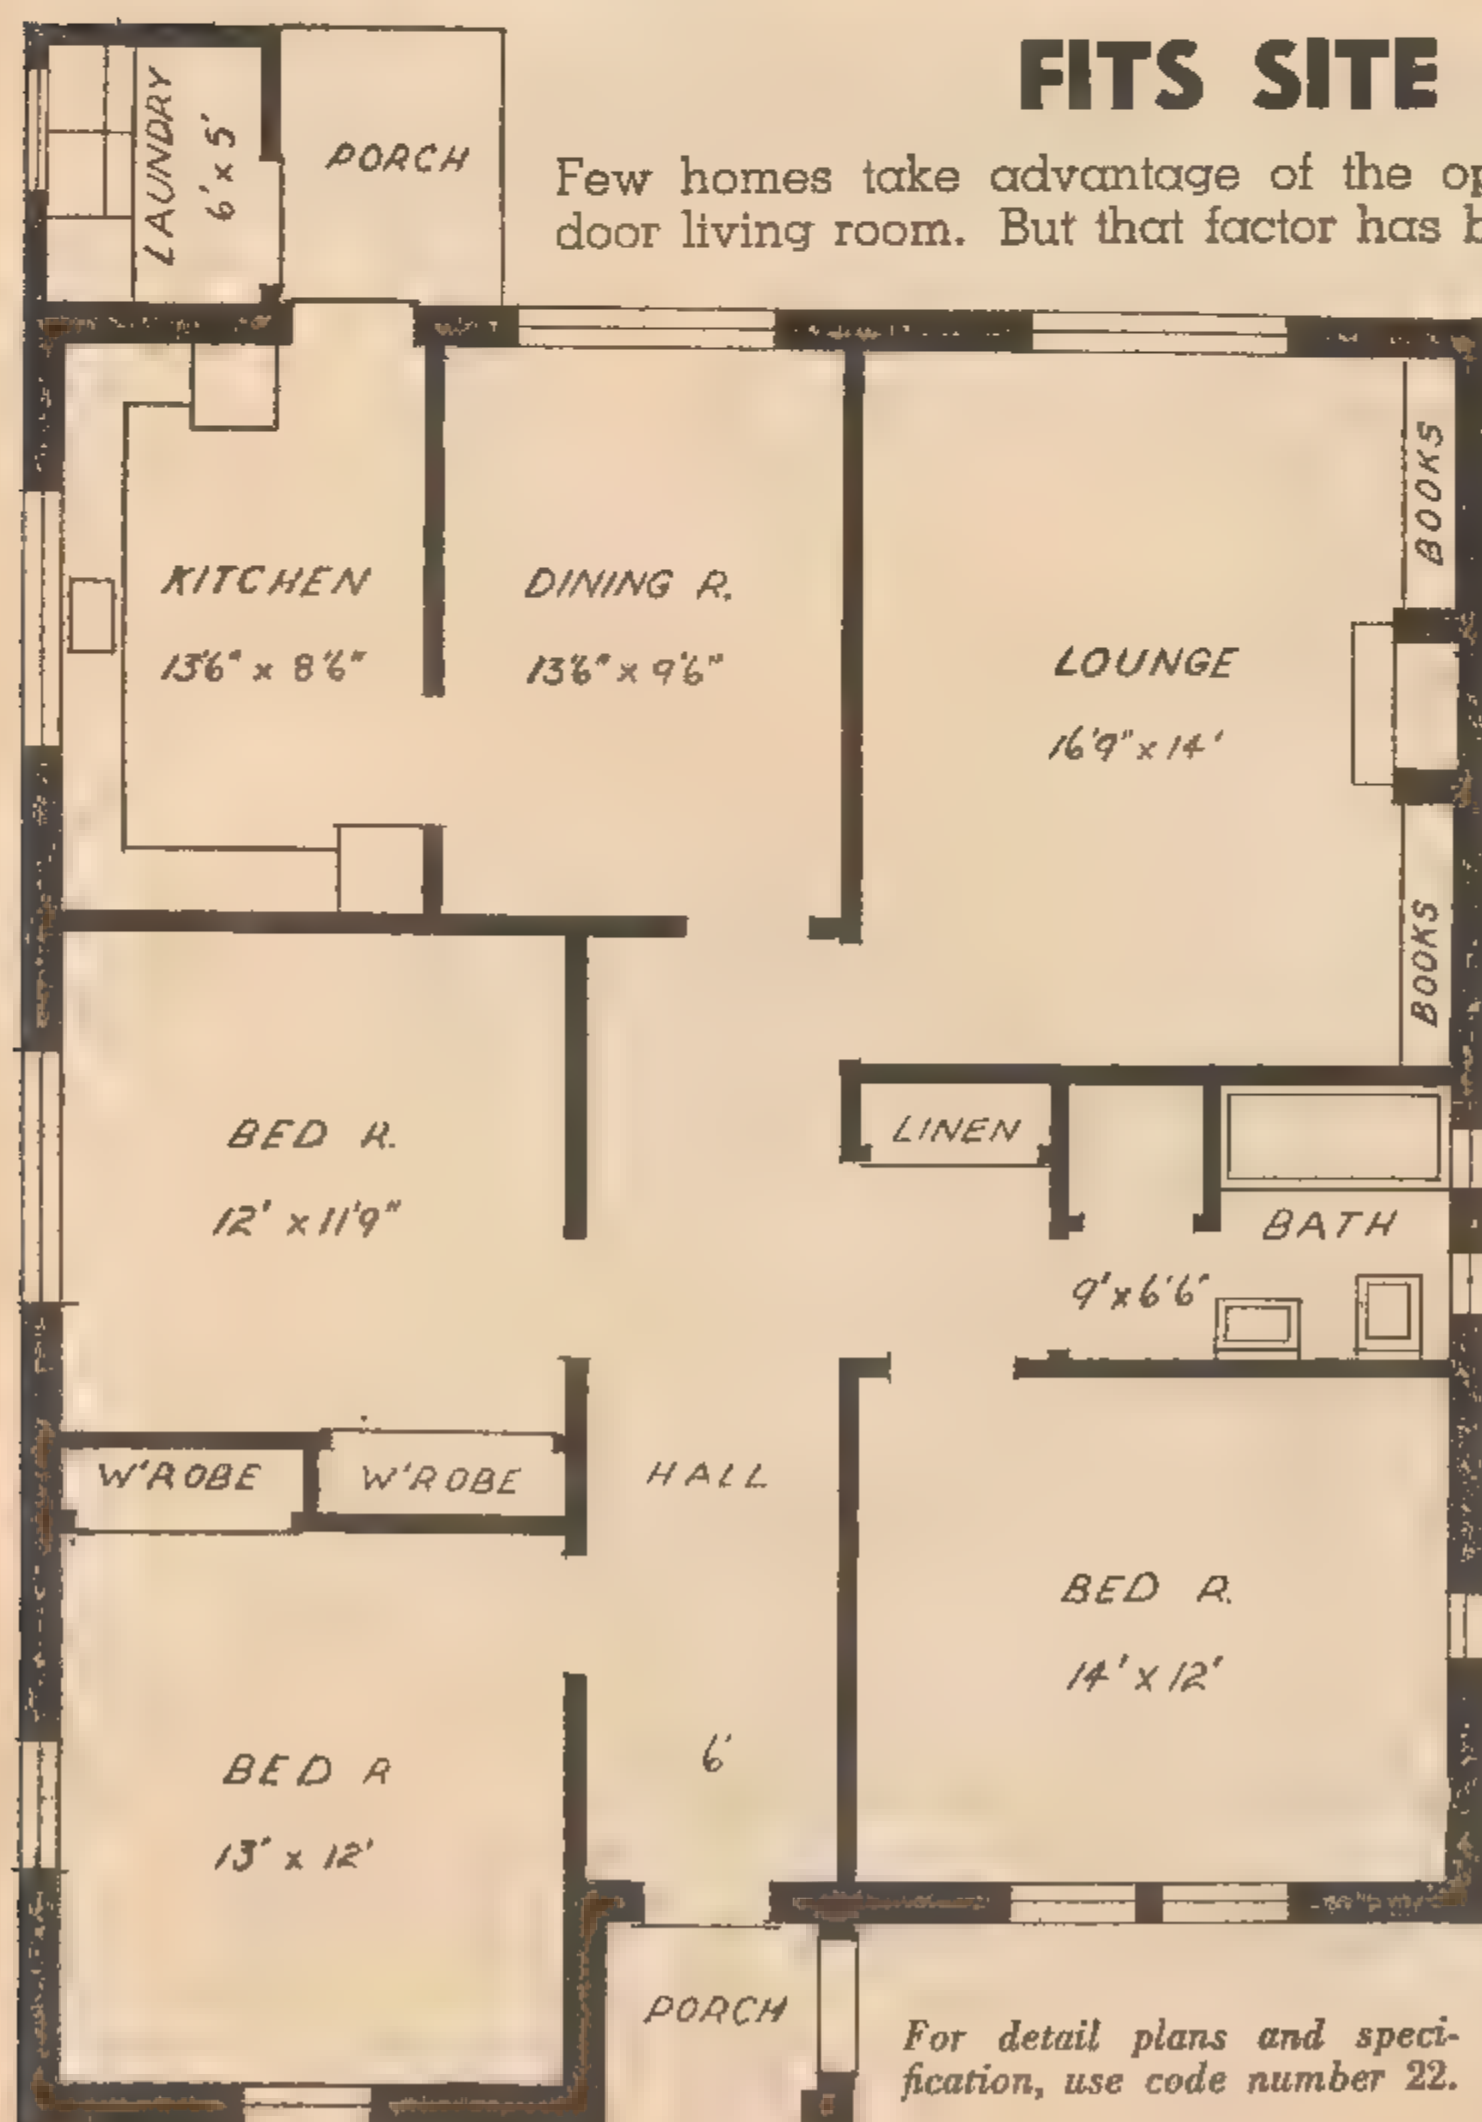 FITS SITE
Few homes take advantage of the
door living room. But that factor has
LAUNDRY
6' x 5'
PORCH
KITCHEN
13'6" x 8'6"
DINING R.
13'6" x 9'6"
LOUNGE
16'9" x 14'
BOOKS
BOOKS
BED R.
12' x 11'9"
LINEN
BATH
9' x 6'6"
W'ROBE
W'ROBE
HALL
BED R.
14' x 12'
6'
BED R
13' x 12'
PORCH
For detail plans and speci-
fication, use code number 22.